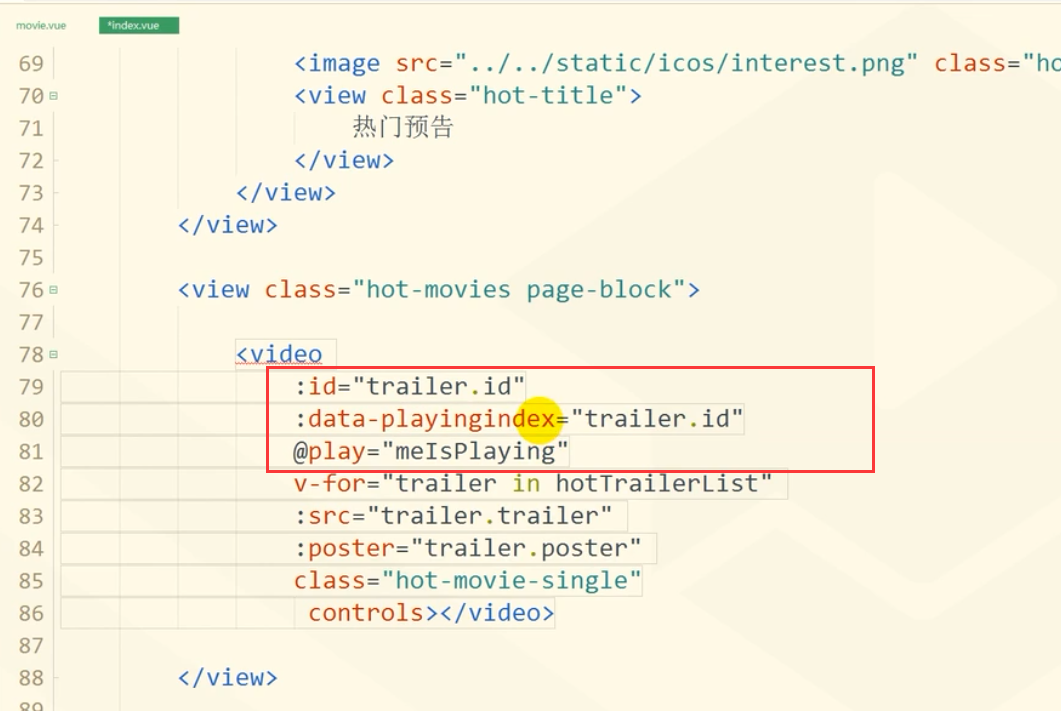 movie.vue
*index.vue
69 <image src="../../static/icos/interest.png" class="ho
70 <view class="hot-title">
71 热门预告
72 </view>
73 </view>
74 </view>
75
76 <view class="hot-movies page-block">
77
78 <video
79 :id="trailer.id"
80 :data-playingindex="trailer.id"
81 @play="meIsPlaying"
82 v-for="trailer in hotTrailerList"
83 :src="trailer.trailer"
84 :poster="trailer.poster"
85 class="hot-movie-single"
86 controls></video>
87
88 </view>
89